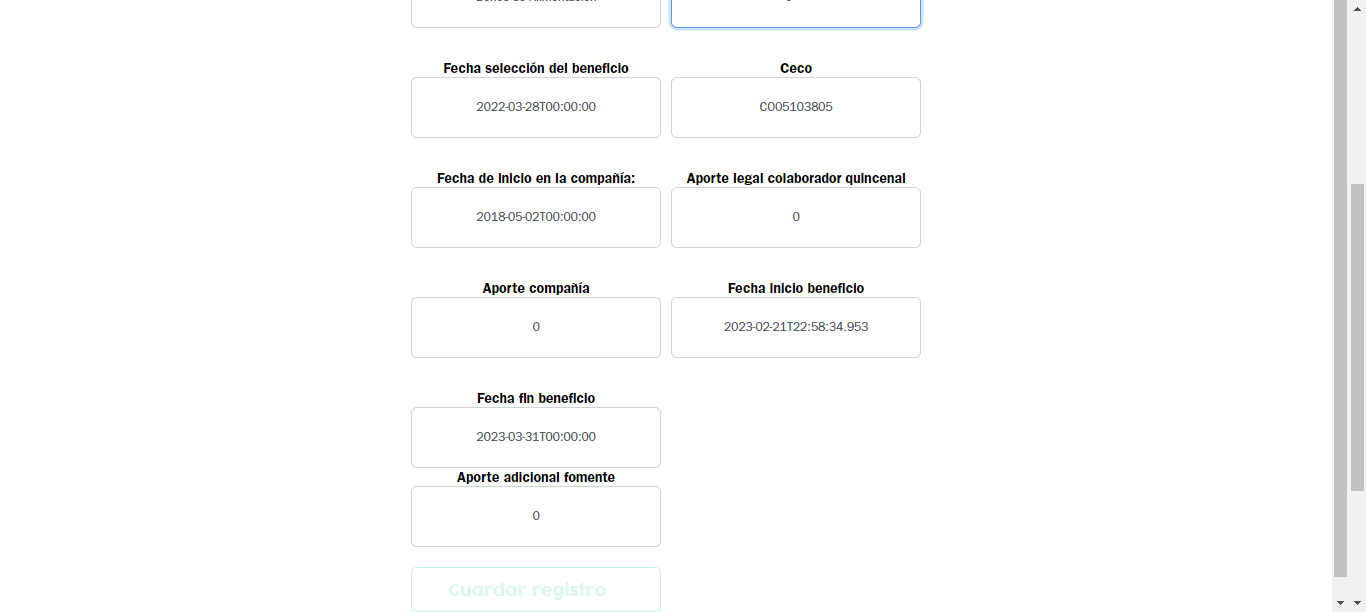 Fecha selección del beneficio
Ceco
2022-03-28T00:00:00
CO05103805
Fecha de inicio en la compañía:
Aporte legal colaborador quincenal
2018-05-02T00:00:00
0
Aporte compañía
Fecha inicio beneficio
0
2023-02-21T22:58:34.953
Fecha fin beneficio
2023-03-31T00:00:00
Aporte adicional fomente
0
Guardar registro